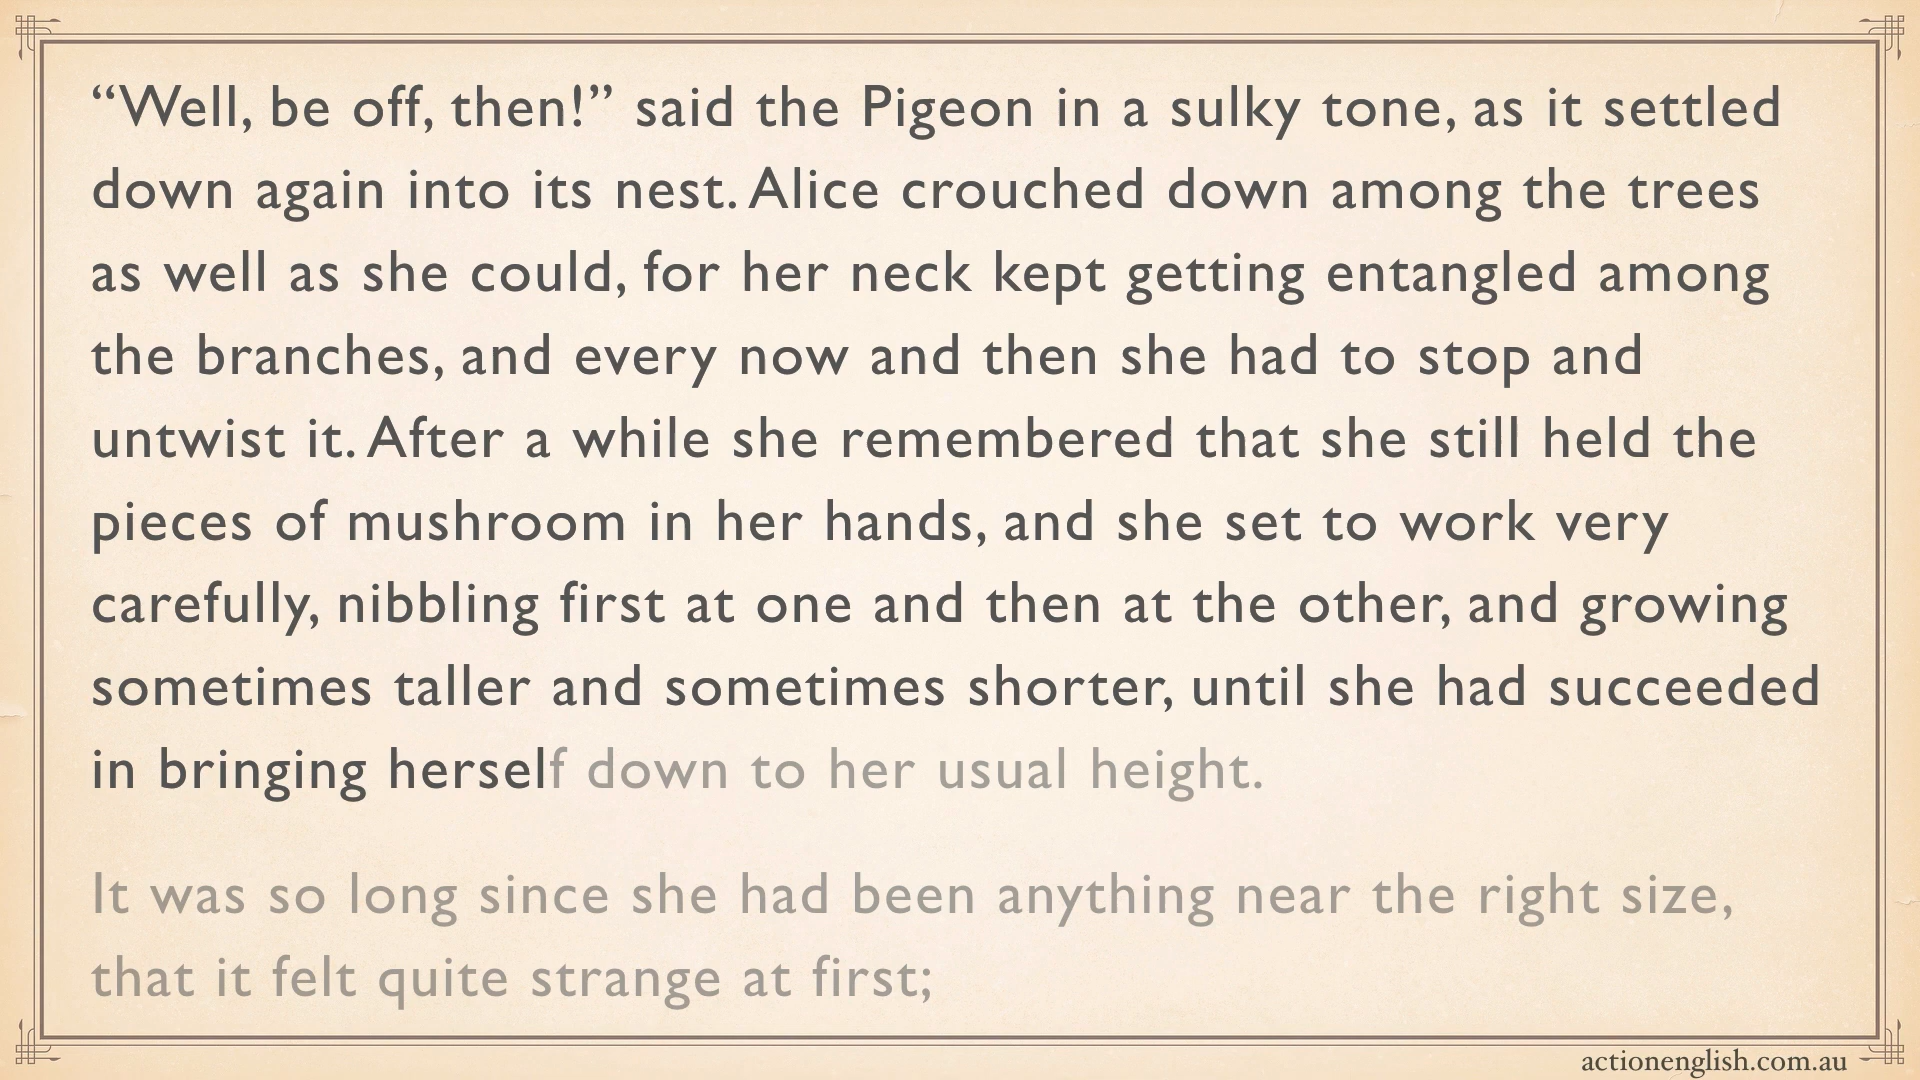 “Well, be off, then!” said the Pigeon in a sulky tone, as it settled
down again into its nest. Alice crouched down among the trees
as well as she could, for her neck kept getting entangled among
the branches, and every now and then she had to stop and
untwist it. After a while she remembered that she still held the
pieces of mushroom in her hands, and she set to work very
carefully, nibbling first at one and then at the other, and growing
sometimes taller and sometimes shorter, until she had succeeded
in bringing herself down to her usual height.
It was so long since she had been anything near the right size,
that it felt quite strange at first;
actionenglish.com.au